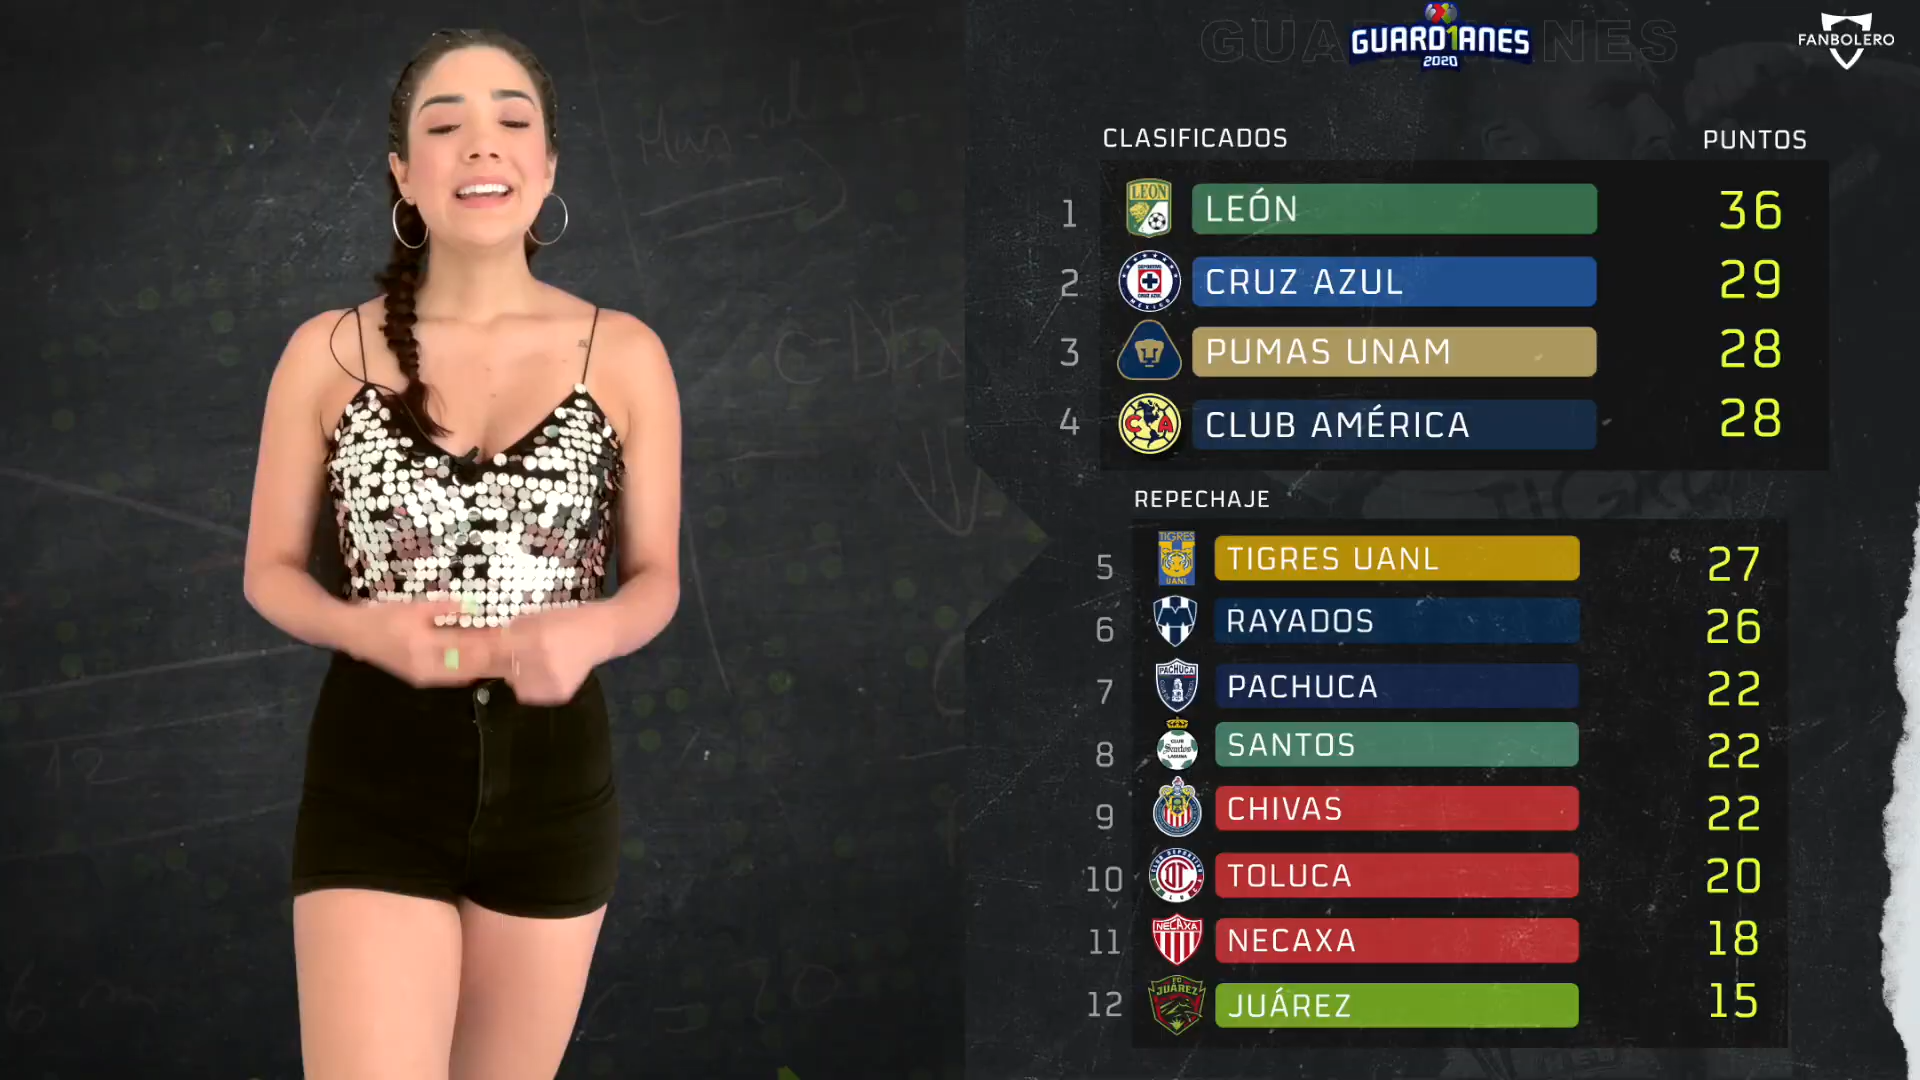 GUARD1ANES
2020
FANBOLERO
CLASIFICADOS PUNTOS
1 LEÓN 36
2 CRUZ AZUL 29
3 PUMAS UNAM 28
4 CLUB AMÉRICA 28
REPECHAJE
5 TIGRES UANL 27
6 RAYADOS 26
7 PACHUCA 22
8 SANTOS 22
9 CHIVAS 22
10 TOLUCA 20
11 NECAXA 18
12 JUÁREZ 15